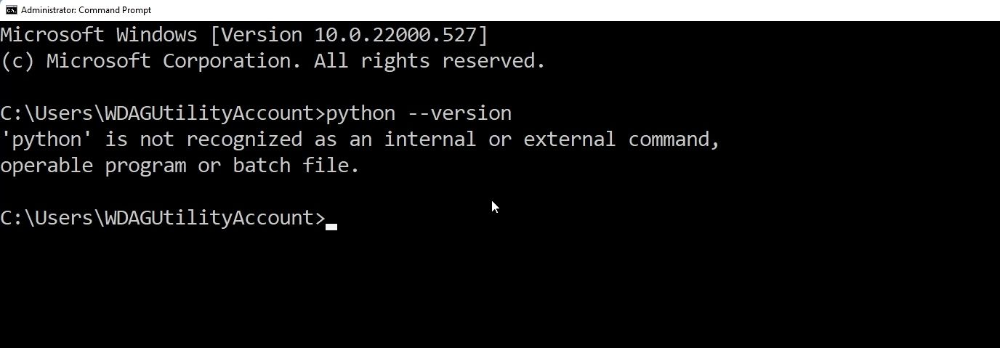 Administrator: Command Prompt
Microsoft Windows [Version 10.0.22000.527]
(c) Microsoft Corporation. All rights reserved.
C:\Users\WDAGUtilityAccount>python --version
'python' is not recognized as an internal or external command,
operable program or batch file.
C:\Users\WDAGUtilityAccount>